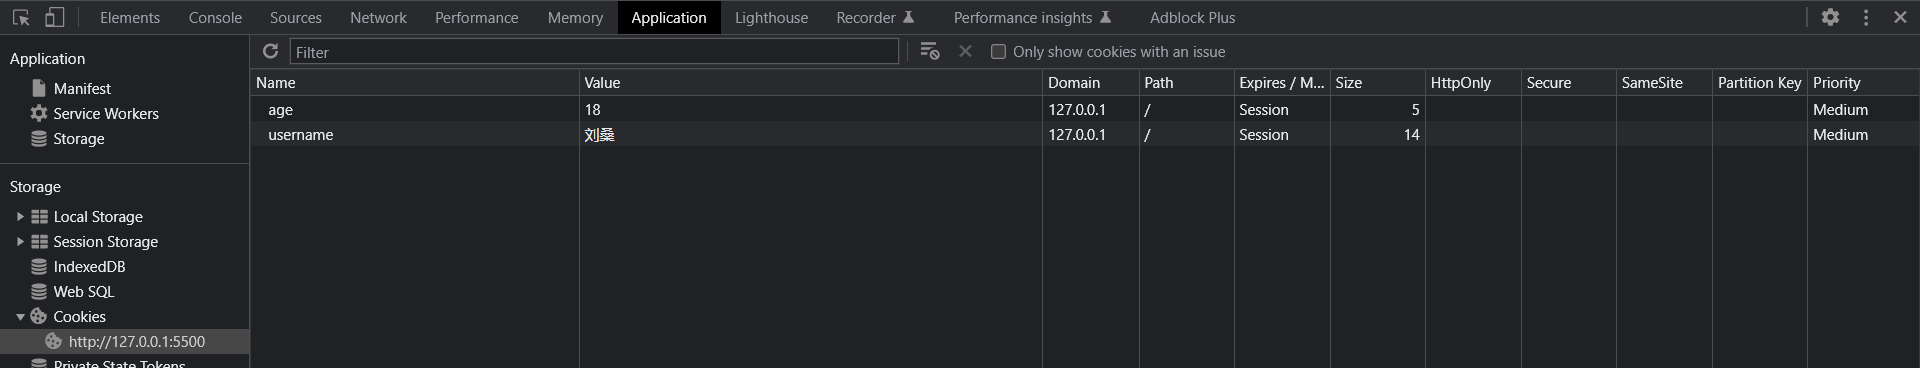 Elements Console Sources Network Performance Memory Application Lighthouse Recorder Performance insights Adblock Plus
Application
Manifest
Service Workers
Storage
Storage
Local Storage
Session Storage
IndexedDB
Web SQL
Cookies
http://127.0.0.1:5500
Private State Tokens
Filter Only show cookies with an issue
Name Value Domain Path Expires / M... Size HttpOnly Secure SameSite Partition Key Priority
age 18 127.0.0.1 / Session 5 Medium
username 刘桑 127.0.0.1 / Session 14 Medium